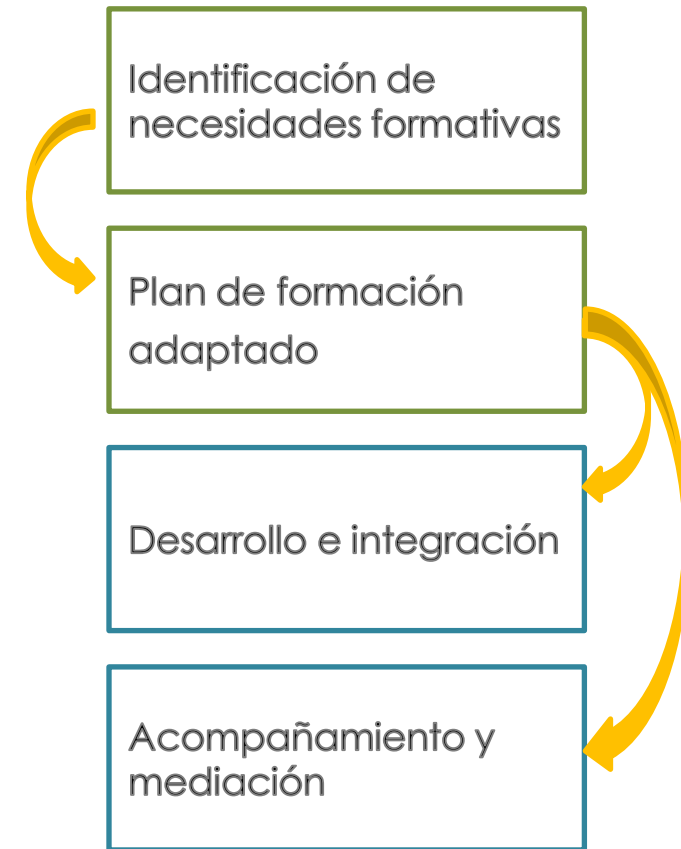 Identificación de
necesidades formativas
Plan de formación
adaptado
Desarrollo e integración
Acompañamiento y
mediación